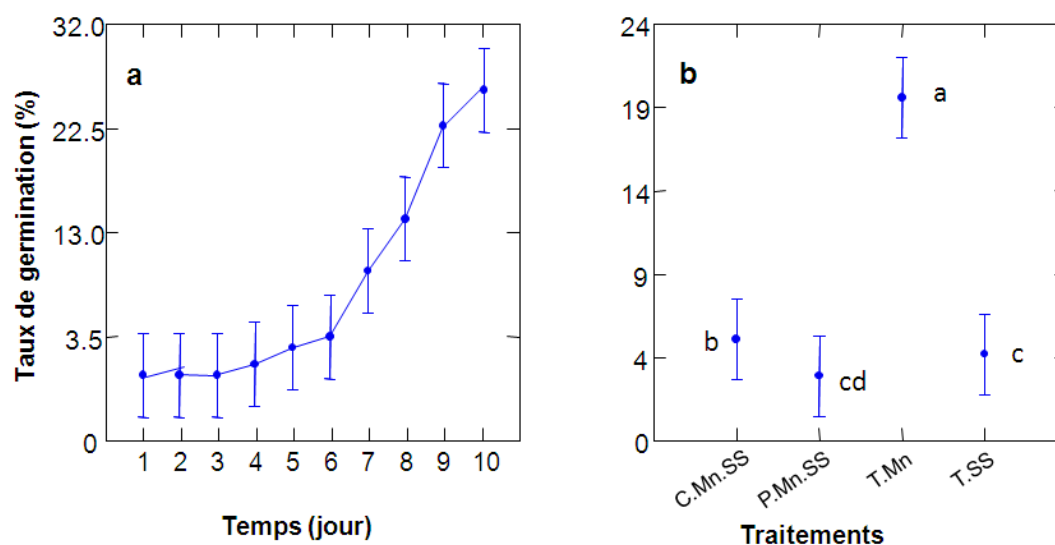 a
Taux de germination (%)
32.0
22.5
13.0
3.5
0
1 2 3 4 5 6 7 8 9 10
Temps (jour)
b
24
19
14
9
4
0
a
b
cd
c
C.Mn.SS P.Mn.SS T.Mn T.SS
Traitements